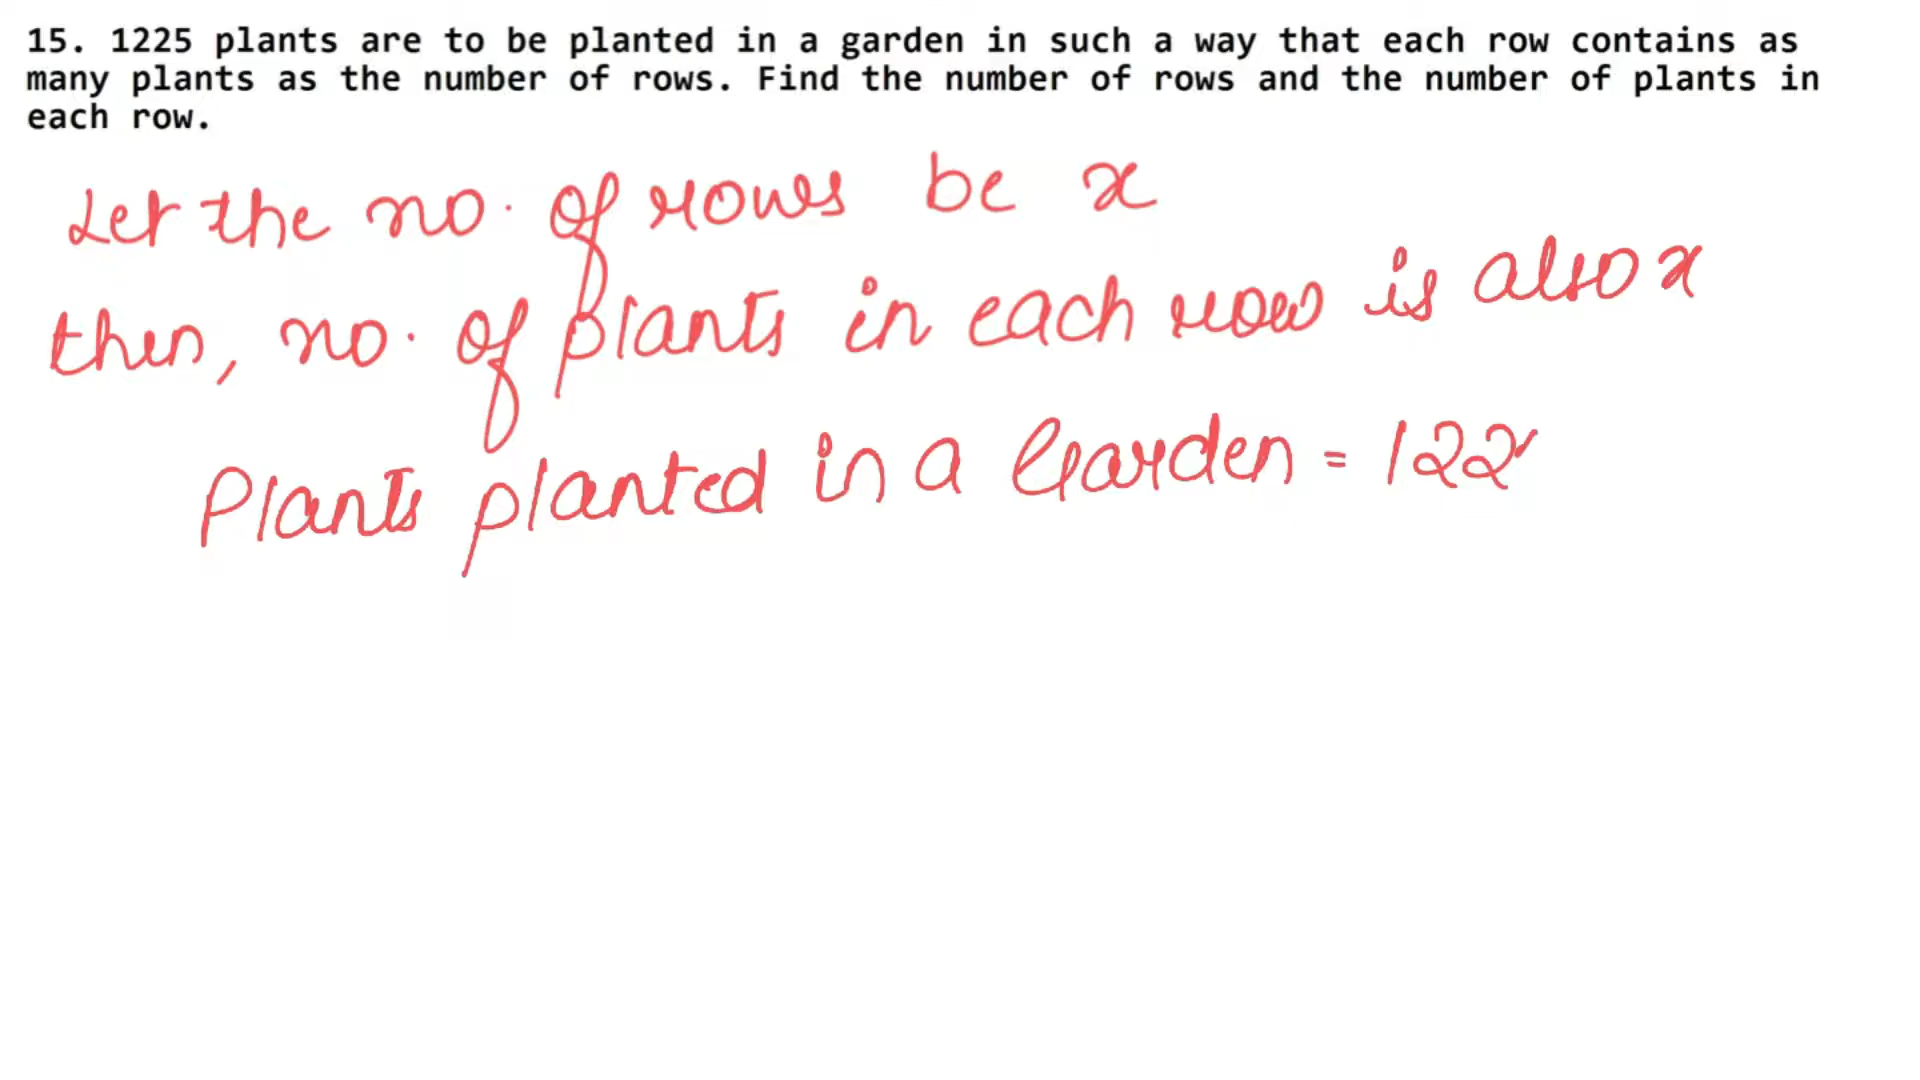 15. 1225 plants are to be planted in a garden in such a way that each row contains as
many plants as the number of rows. Find the number of rows and the number of plants in
each row.
Let the no. of rows be x
then, no. of plants in each row is also x
Plants planted in a Garden = 122